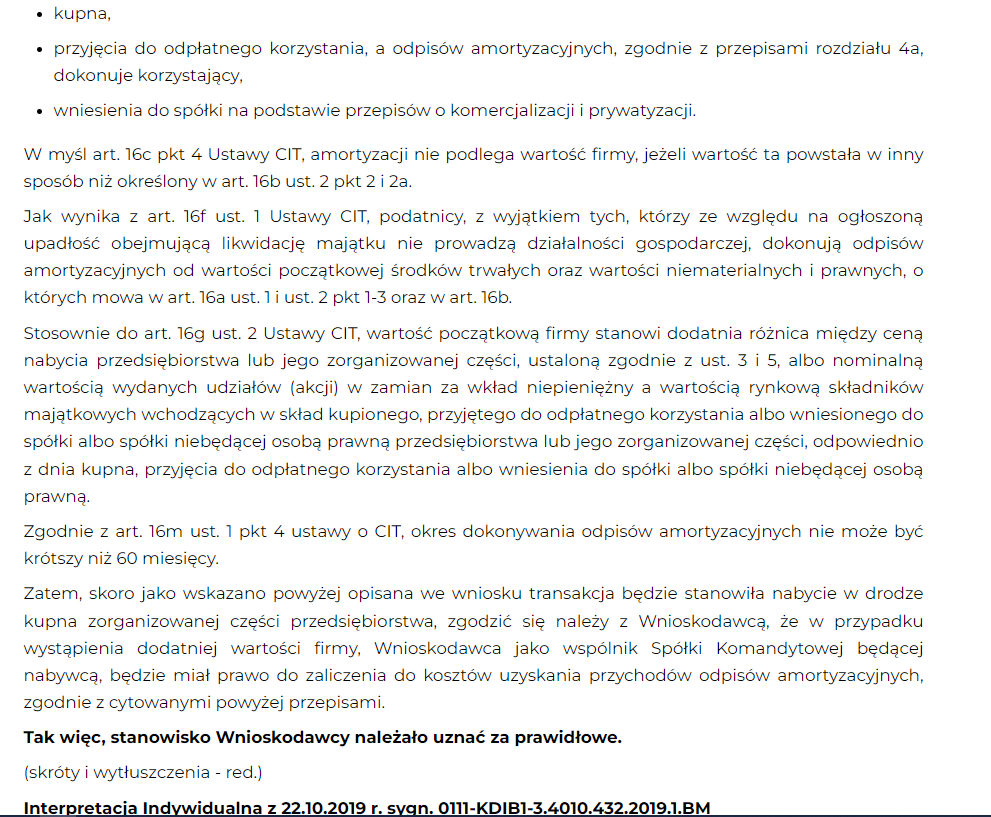 • kupna,
• przyjęcia do odpłatnego korzystania, a odpisów amortyzacyjnych, zgodnie z przepisami rozdziału 4a,
dokonuje korzystający,
• wniesienia do spółki na podstawie przepisów o komercjalizacji i prywatyzacji.
W myśl art. 16c pkt 4 Ustawy CIT, amortyzacji nie podlega wartość firmy, jeżeli wartość ta powstała w inny
sposób niż określony w art. 16b ust. 2 pkt 2 i 2a.
Jak wynika z art. 16f ust. 1 Ustawy CIT, podatnicy, z wyjątkiem tych, którzy ze względu na ogłoszoną
upadłość obejmującą likwidację majątku nie prowadzą działalności gospodarczej, dokonują odpisów
amortyzacyjnych od wartości początkowej środków trwałych oraz wartości niematerialnych i prawnych, o
których mowa w art. 16a ust. 1 i ust. 2 pkt 1-3 oraz w art. 16b.
Stosownie do art. 16g ust. 2 Ustawy CIT, wartość początkową firmy stanowi dodatnia różnica między ceną
nabycia przedsiębiorstwa lub jego zorganizowanej części, ustaloną zgodnie z ust. 3 i 5, albo nominalną
wartością wydanych udziałów (akcji) w zamian za wkład niepieniężny a wartością rynkową składników
majątkowych wchodzących w skład kupionego, przyjętego do odpłatnego korzystania albo wniesionego do
spółki albo spółki niebędącej osobą prawną przedsiębiorstwa lub jego zorganizowanej części, odpowiednio
z dnia kupna, przyjęcia do odpłatnego korzystania albo wniesienia do spółki albo spółki niebędącej osobą
prawną.
Zgodnie z art. 16m ust. 1 pkt 4 ustawy o CIT, okres dokonywania odpisów amortyzacyjnych nie może być
krótszy niż 60 miesięcy.
Zatem, skoro jako wskazano powyżej opisana we wniosku transakcja będzie stanowiła nabycie w drodze
kupna zorganizowanej części przedsiębiorstwa, zgodzić się należy z Wnioskodawcą, że w przypadku
wystąpienia dodatniej wartości firmy, Wnioskodawca jako wspólnik Spółki Komandytowej będącej
nabywcą, będzie miał prawo do zaliczenia do kosztów uzyskania przychodów odpisów amortyzacyjnych,
zgodnie z cytowanymi powyżej przepisami.
Tak więc, stanowisko Wnioskodawcy należało uznać za prawidłowe.
(skróty i wytłuszczenia - red.)
Interpretacja Indywidualna z 22.10.2019 r. sygn. 0111-KDIB1-3.4010.432.2019.1.BM